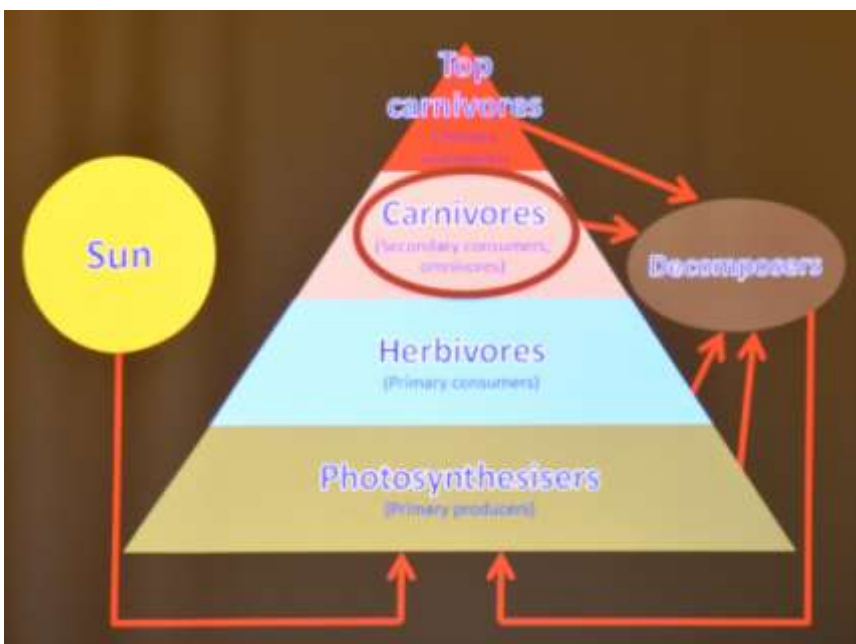 Top
carnivores
Sun
Carnivores
(Secondary consumers,
omnivores)
Decomposers
Herbivores
(Primary consumers)
Photosynthesisers
(Primary producers)